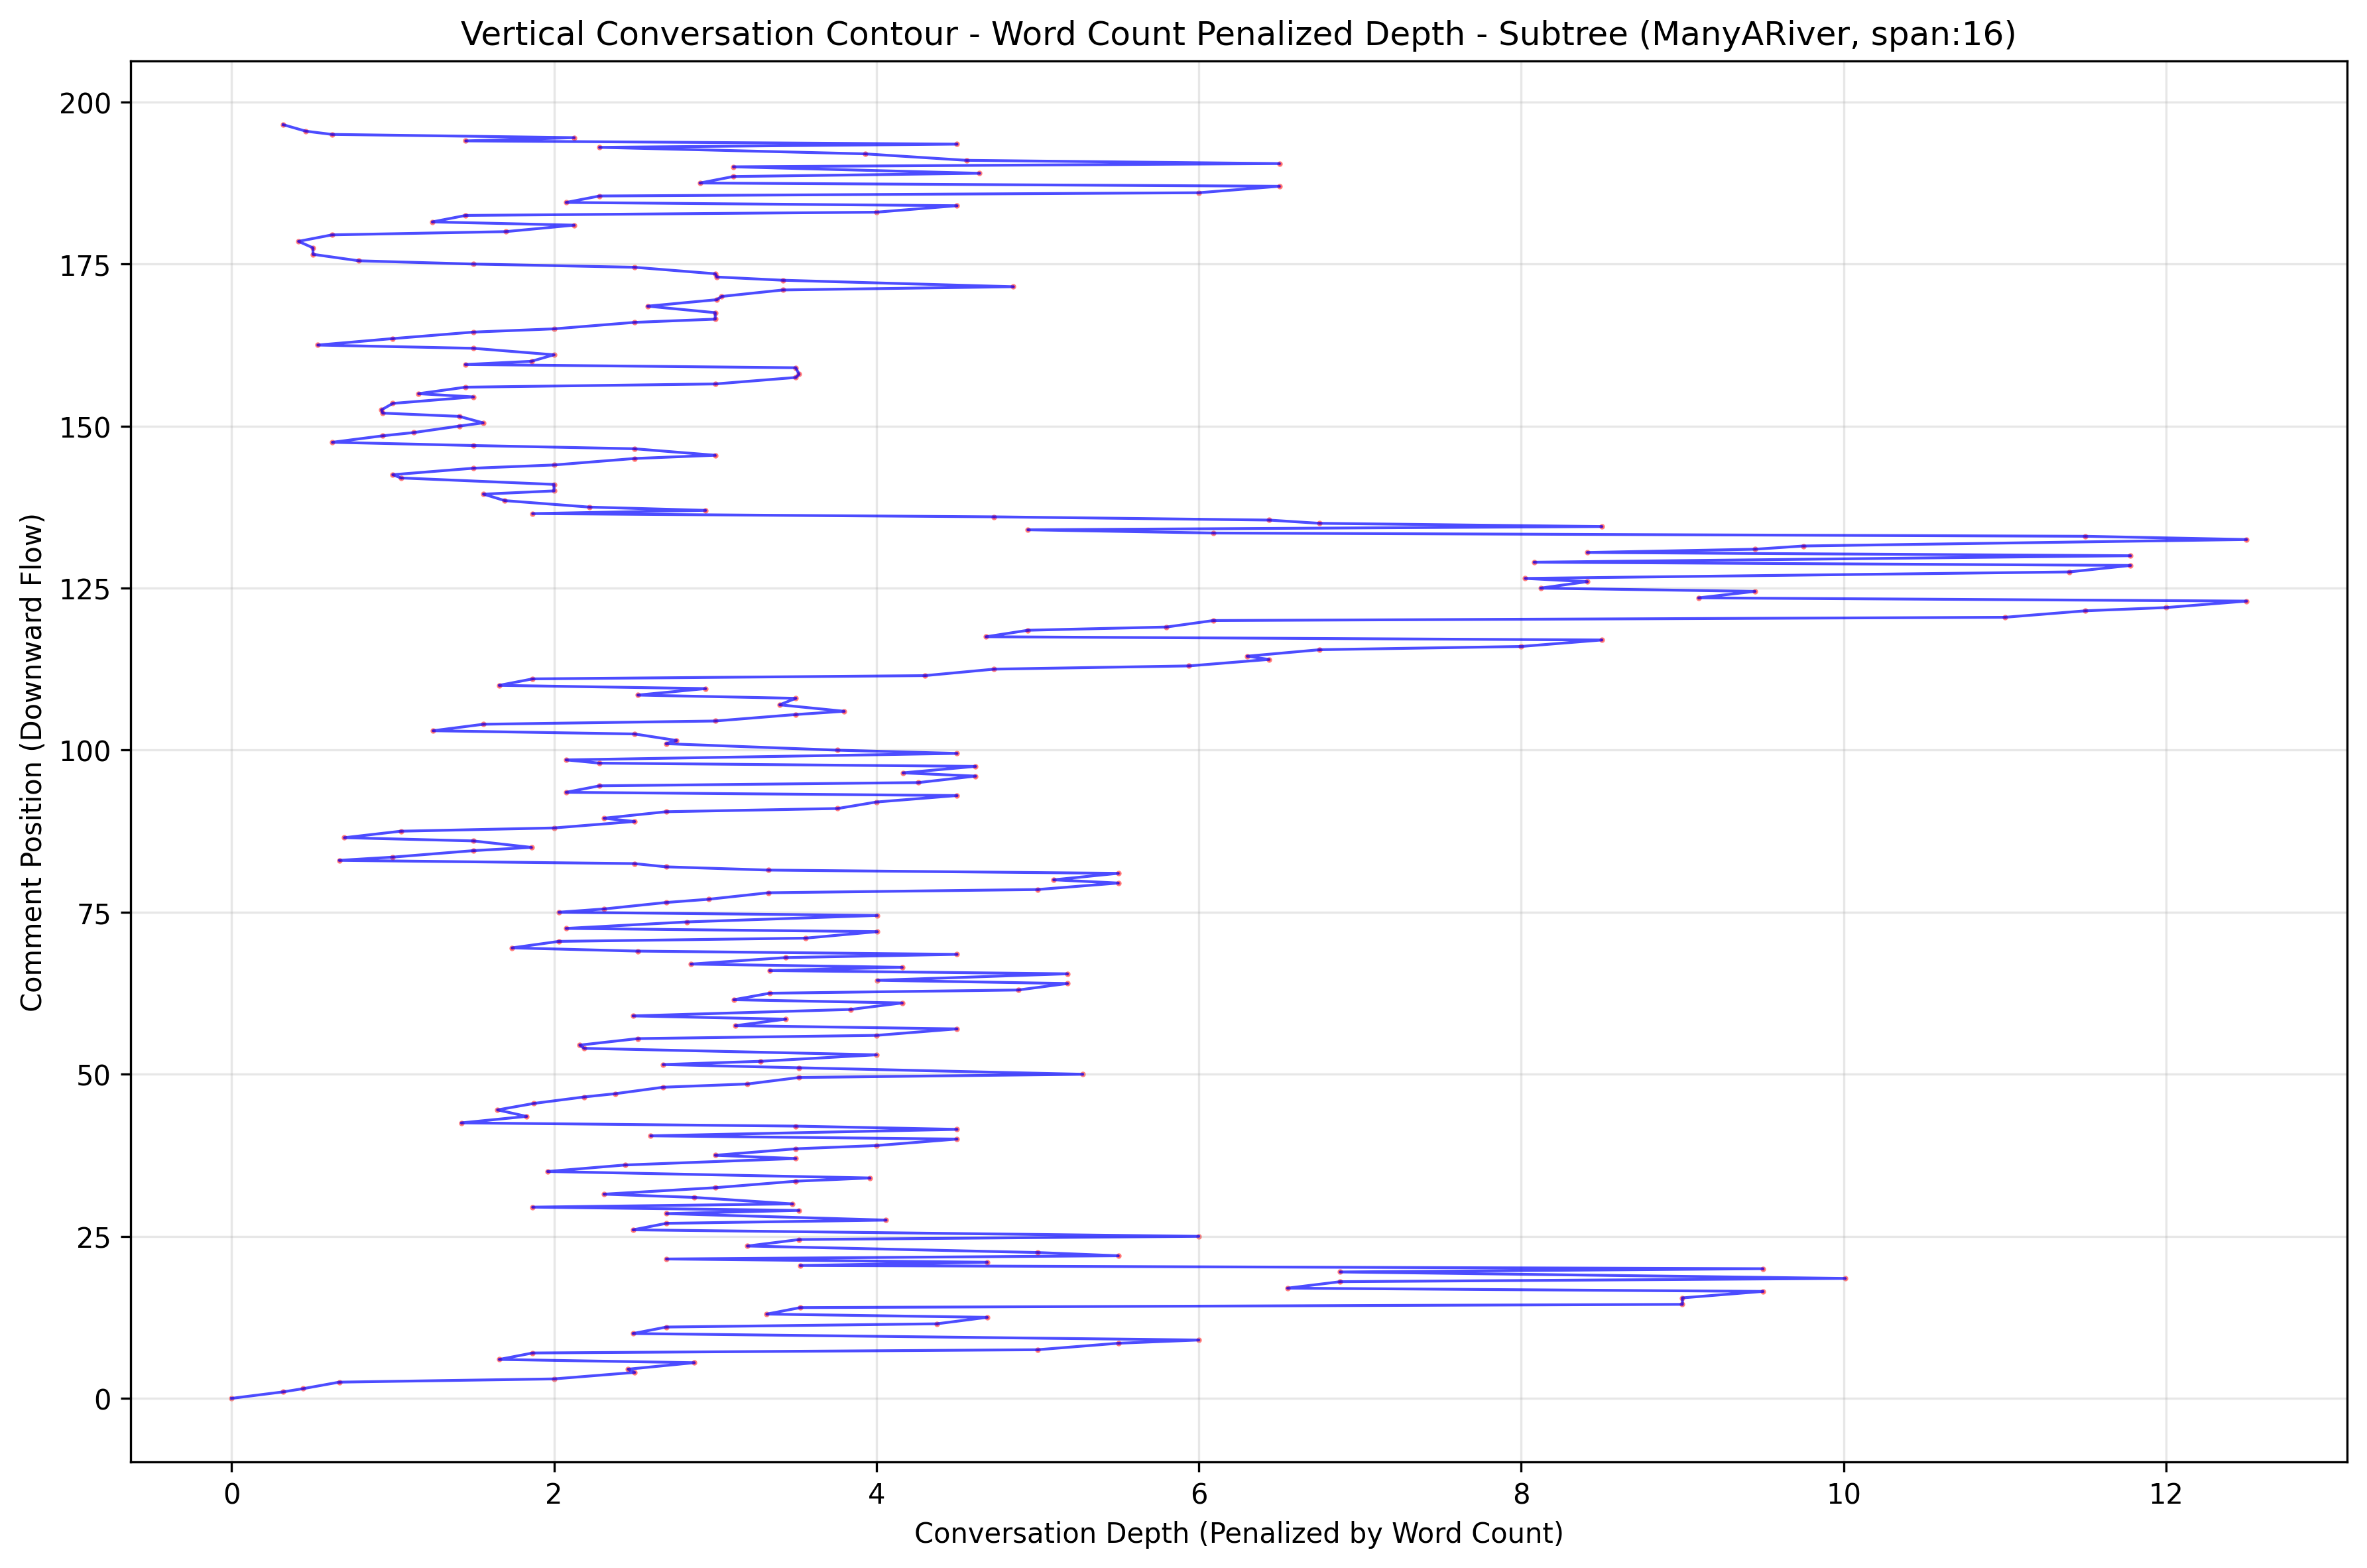 Vertical Conversation Contour - Word Count Penalized Depth - Subtree (ManyARiver, span:16)
Comment Position (Downward Flow)
200
175
150
125
100
75
50
25
0
0 2 4 6 8 10 12
Conversation Depth (Penalized by Word Count)